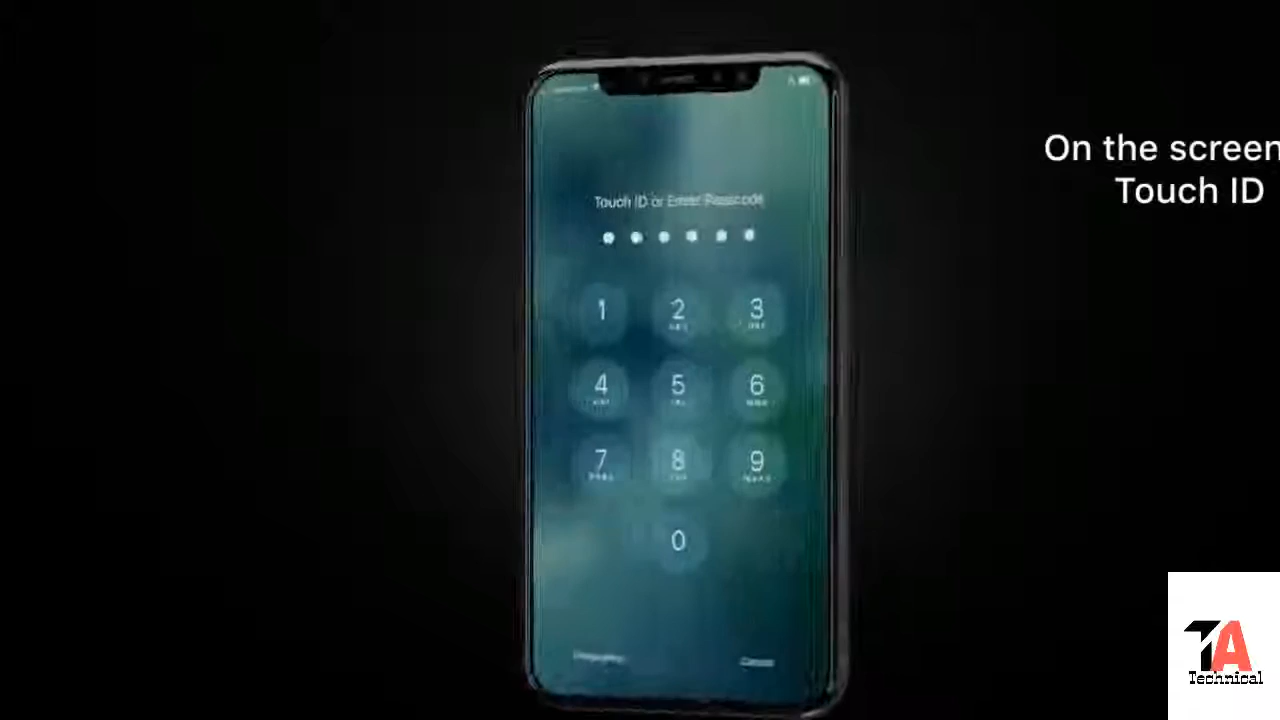 On the screen
Touch ID
Touch ID or Enter Passcode
1
2
3
4
5
6
7
8
9
0
Cancel
TA
Technical